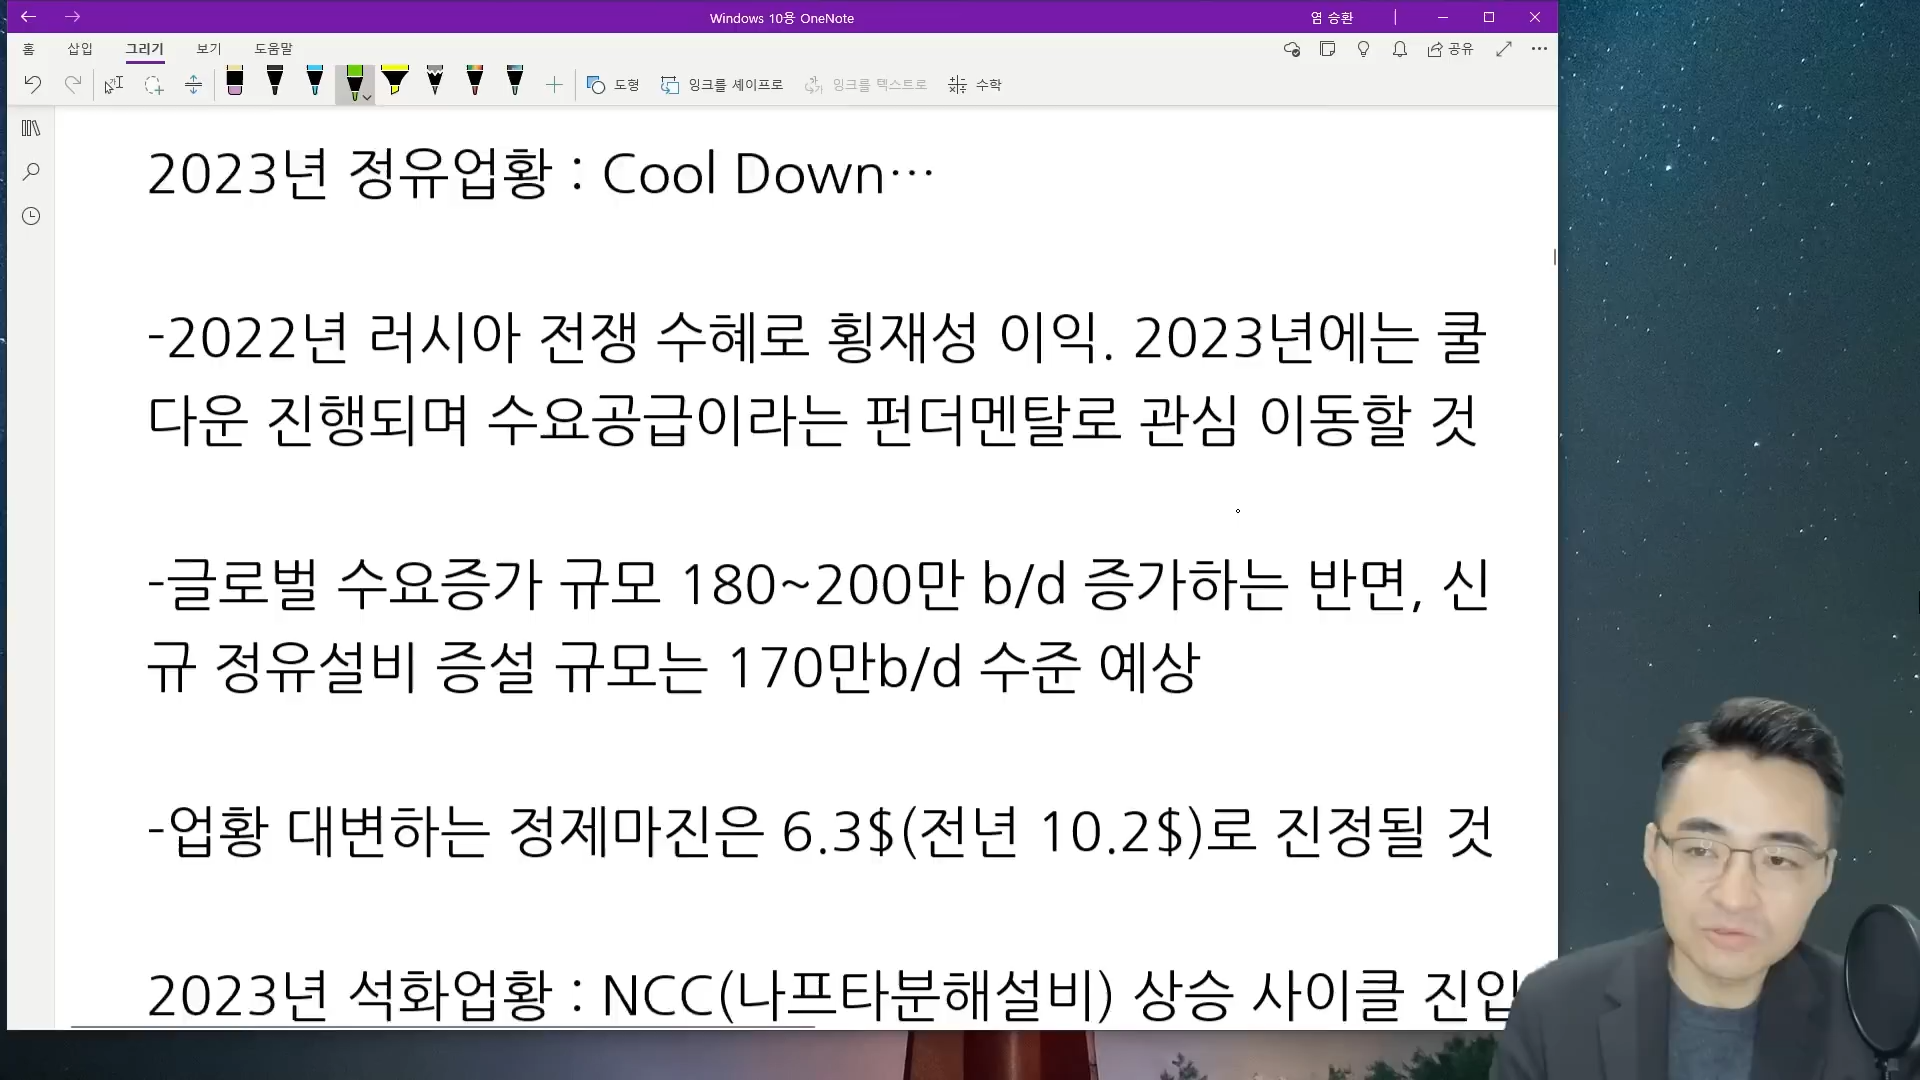 Windows 10용 OneNote
염 승환
홈 삽입 그리기 보기 도움말
공유
도형 잉크를 셰이프로 잉크를 텍스트로 수학
2023년 정유업황 : Cool Down…
-2022년 러시아 전쟁 수혜로 횡재성 이익. 2023년에는 쿨
다운 진행되며 수요공급이라는 펀더멘탈로 관심 이동할 것
-글로벌 수요증가 규모 180~200만 b/d 증가하는 반면, 신
규 정유설비 증설 규모는 170만b/d 수준 예상
-업황 대변하는 정제마진은 6.3$(전년 10.2$)로 진정될 것
2023년 석화업황 : NCC(나프타분해설비) 상승 사이클 진입